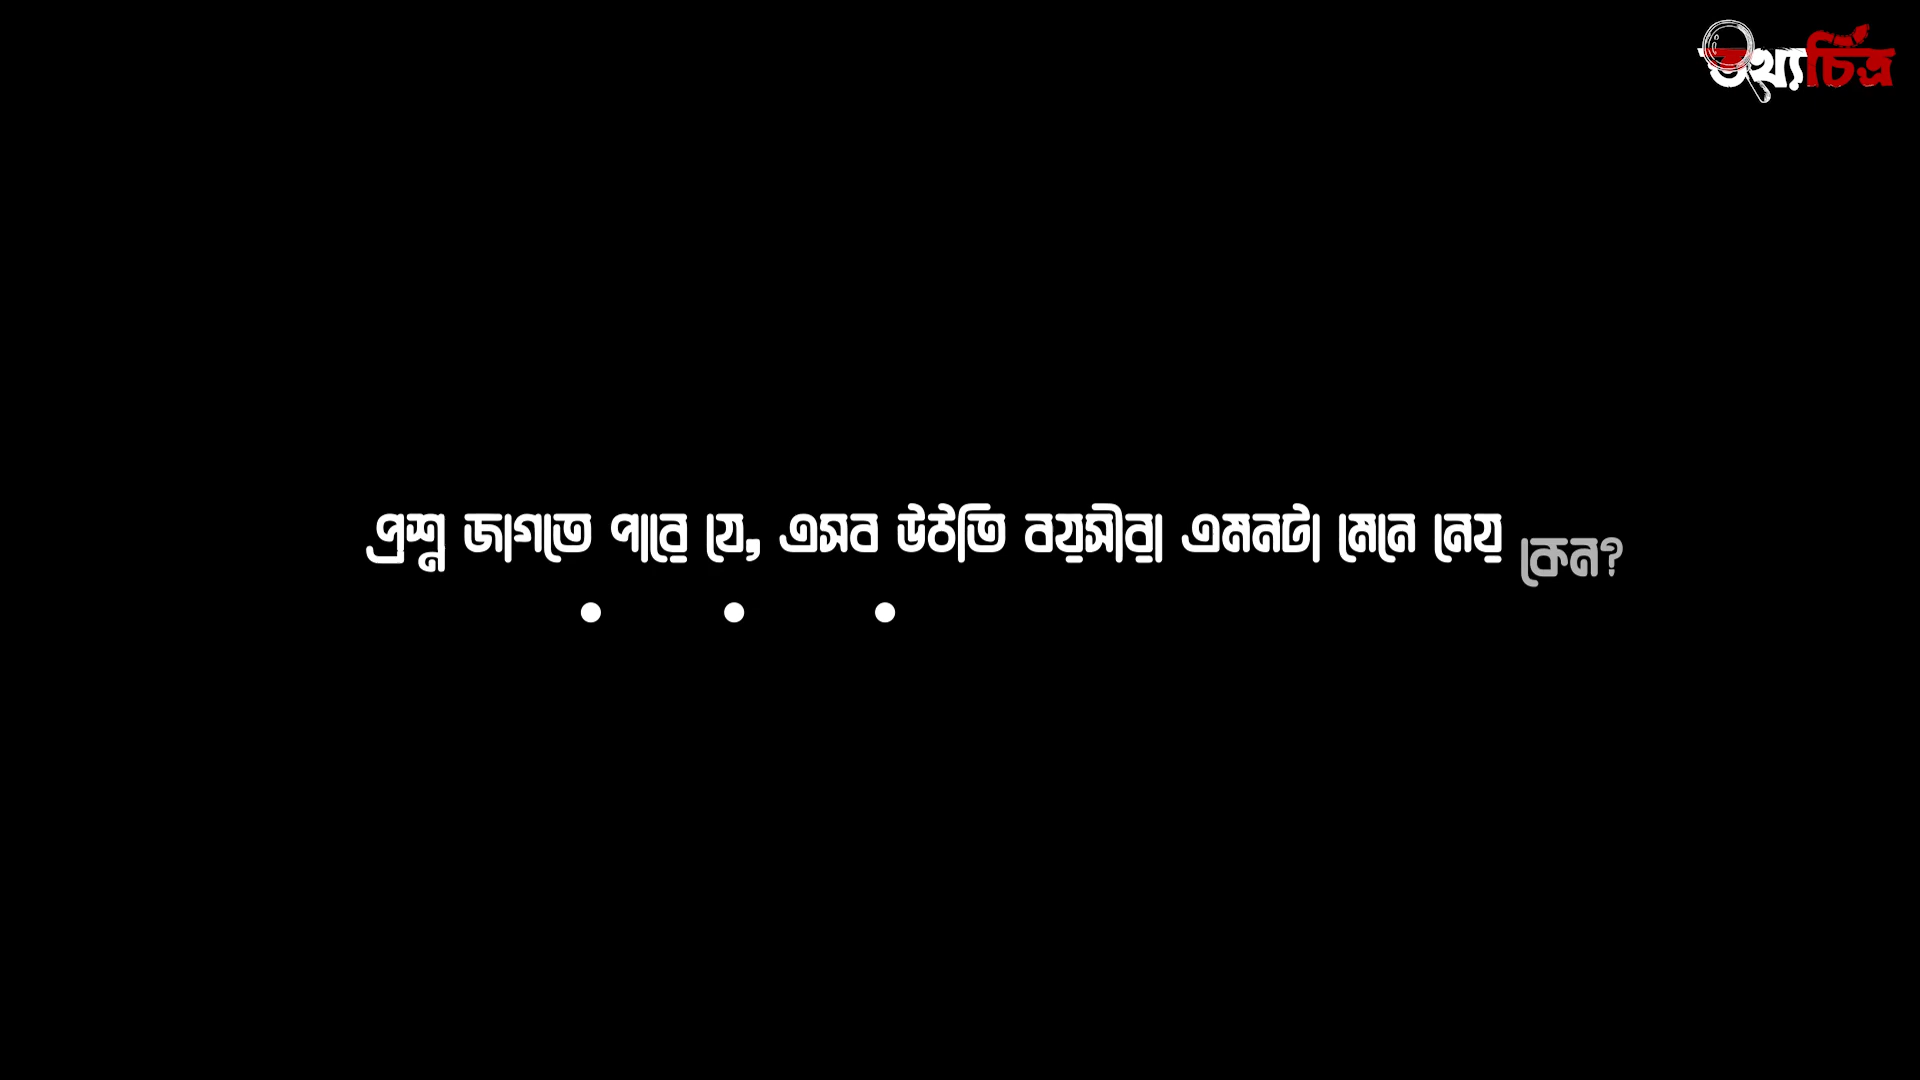 তথ্যচিত্র
প্রশ্ন জাগতে পারে যে, এসব উঠতি বয়সীরা এমনটা মেনে নেয় কেন?